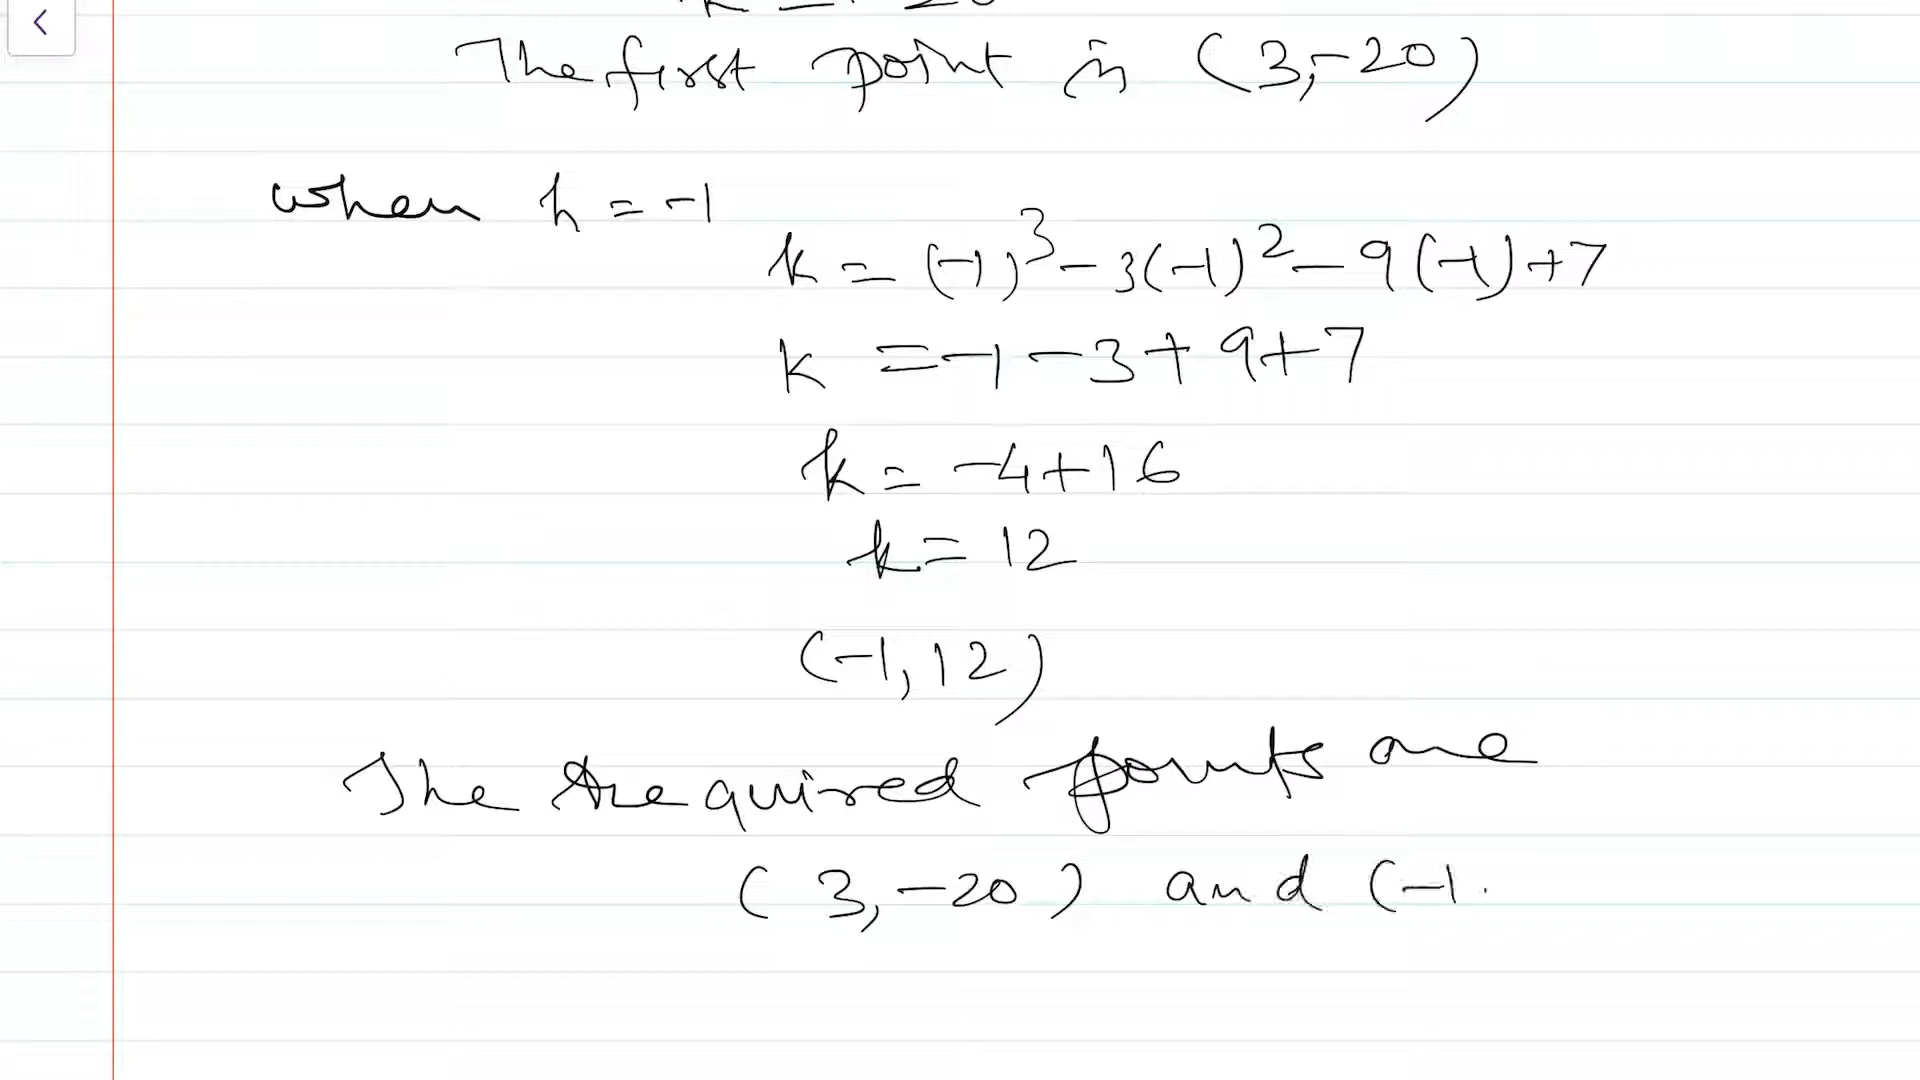 The first point is (3,-20)
when h = -1
k = (-1)³ - 3(-1)² - 9(-1) + 7
k = -1 - 3 + 9 + 7
k = -4 + 16
k = 12
(-1, 12)
The required points are
(3, -20) and (-1.